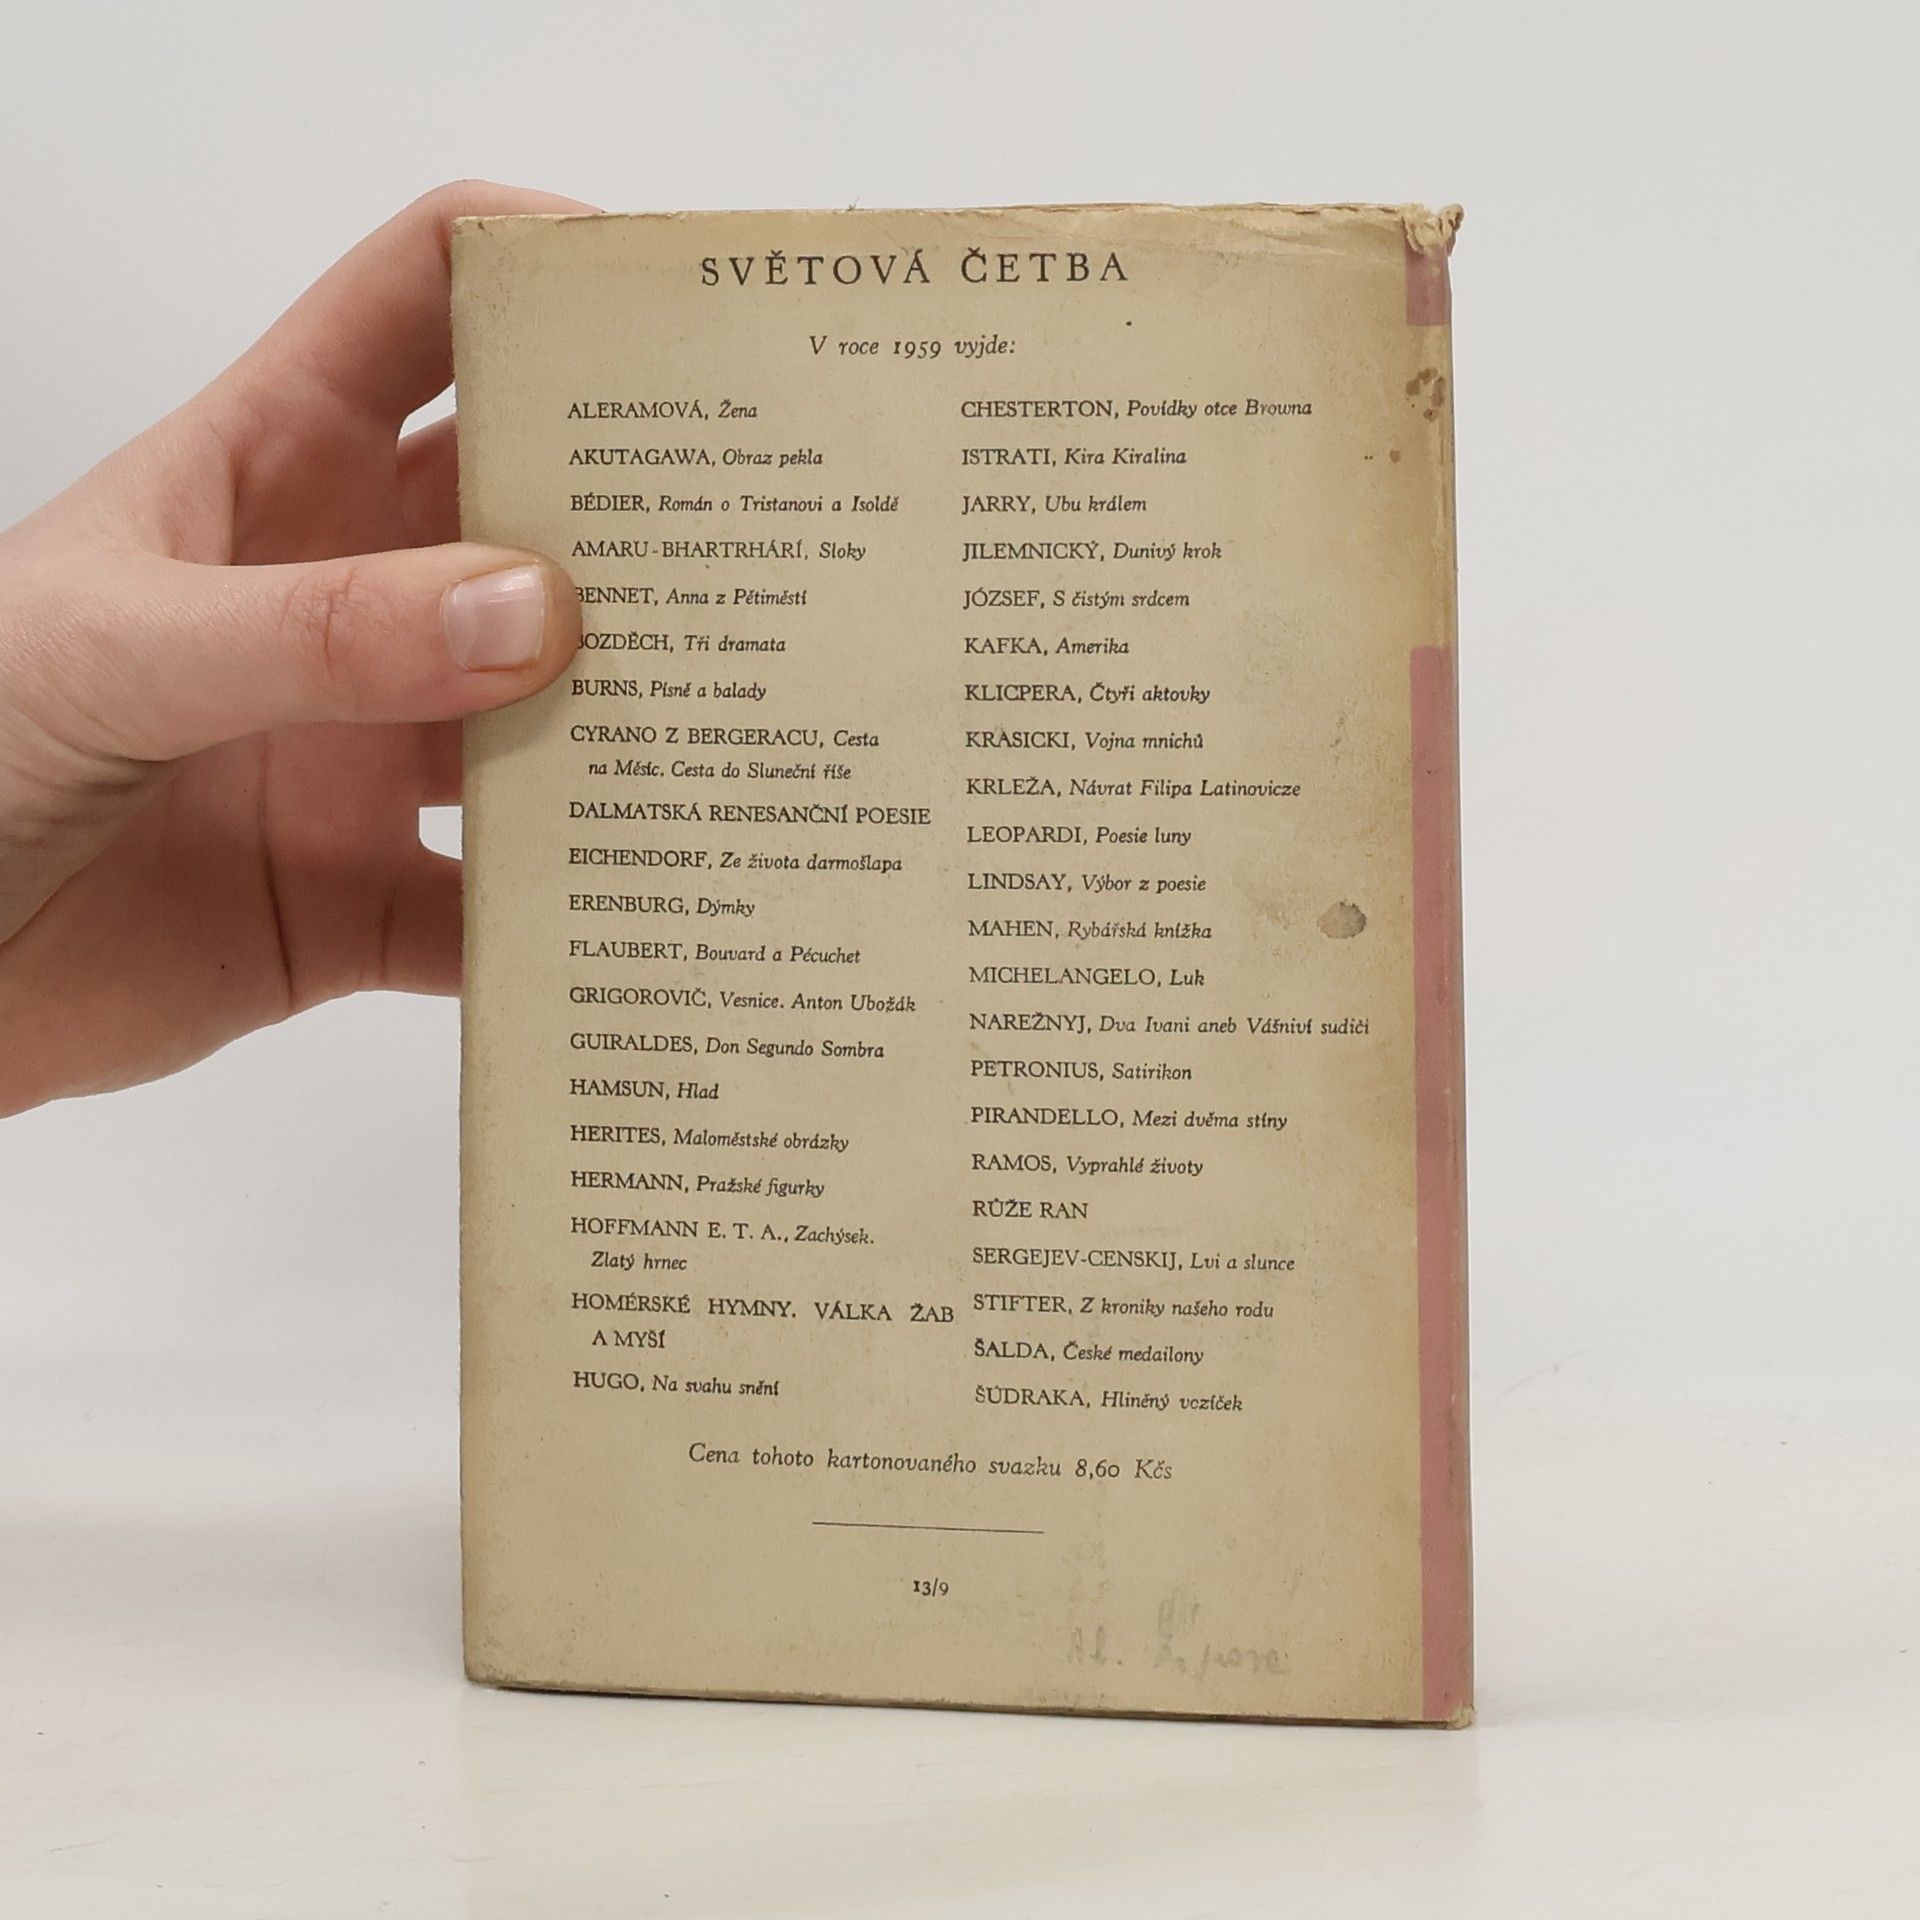 SVĚTOVÁ ČETBA
V roce 1959 vyjde:
ALERAMOVÁ, Žena
AKUTAGAWA, Obraz pekla
BÉDIER, Román o Tristanovi a Isoldě
AMARU-BHARTRHÁRÍ, Sloky
BENNET, Anna z Pětiměstí
BOZDĚCH, Tři dramata
BURNS, Písně a balady
CYRANO Z BERGERACU, Cesta
na Měsíc. Cesta do Sluneční říše
DALMATSKÁ RENESANČNÍ POESIE
EICHENDORF, Ze života darmošlapa
ERENBURG, Dýmky
FLAUBERT, Bouvard a Pécuchet
GRIGOROVIČ, Vesnice. Anton Ubožák
GUIRALDES, Don Segundo Sombra
HAMSUN, Hlad
HERITES, Maloměstské obrázky
HERMANN, Pražské figurky
HOFFMANN E. T. A., Zachýsek.
Zlatý hrnec
HOMÉRSKÉ HYMNY. VÁLKA ŽAB
A MYŠÍ
HUGO, Na svahu snění
CHESTERTON, Povídky otce Browna
ISTRATI, Kira Kiralina
JARRY, Ubu králem
JILEMNICKÝ, Dunivý krok
JÓZSEF, S čistým srdcem
KAFKA, Amerika
KLICPERA, Čtyři aktovky
KRASICKI, Vojna mnichů
KRLEŽA, Návrat Filipa Latinovicze
LEOPARDI, Poesie luny
LINDSAY, Výbor z poesie
MAHEN, Rybářská knížka
MICHELANGELO, Luk
NAREŽNYJ, Dva Ivani aneb Vášniví sudiči
PETRONIUS, Satirikon
PIRANDELLO, Mezi dvěma stíny
RAMOS, Vyprahlé životy
RŮŽE RAN
SERGEJEV-CENSKIJ, Lvi a slunce
STIFTER, Z kroniky našeho rodu
ŠALDA, České medailony
ŠÚDRAKA, Hliněný vozíček
Cena tohoto kartonovaného svazku 8,60 Kčs
13/9